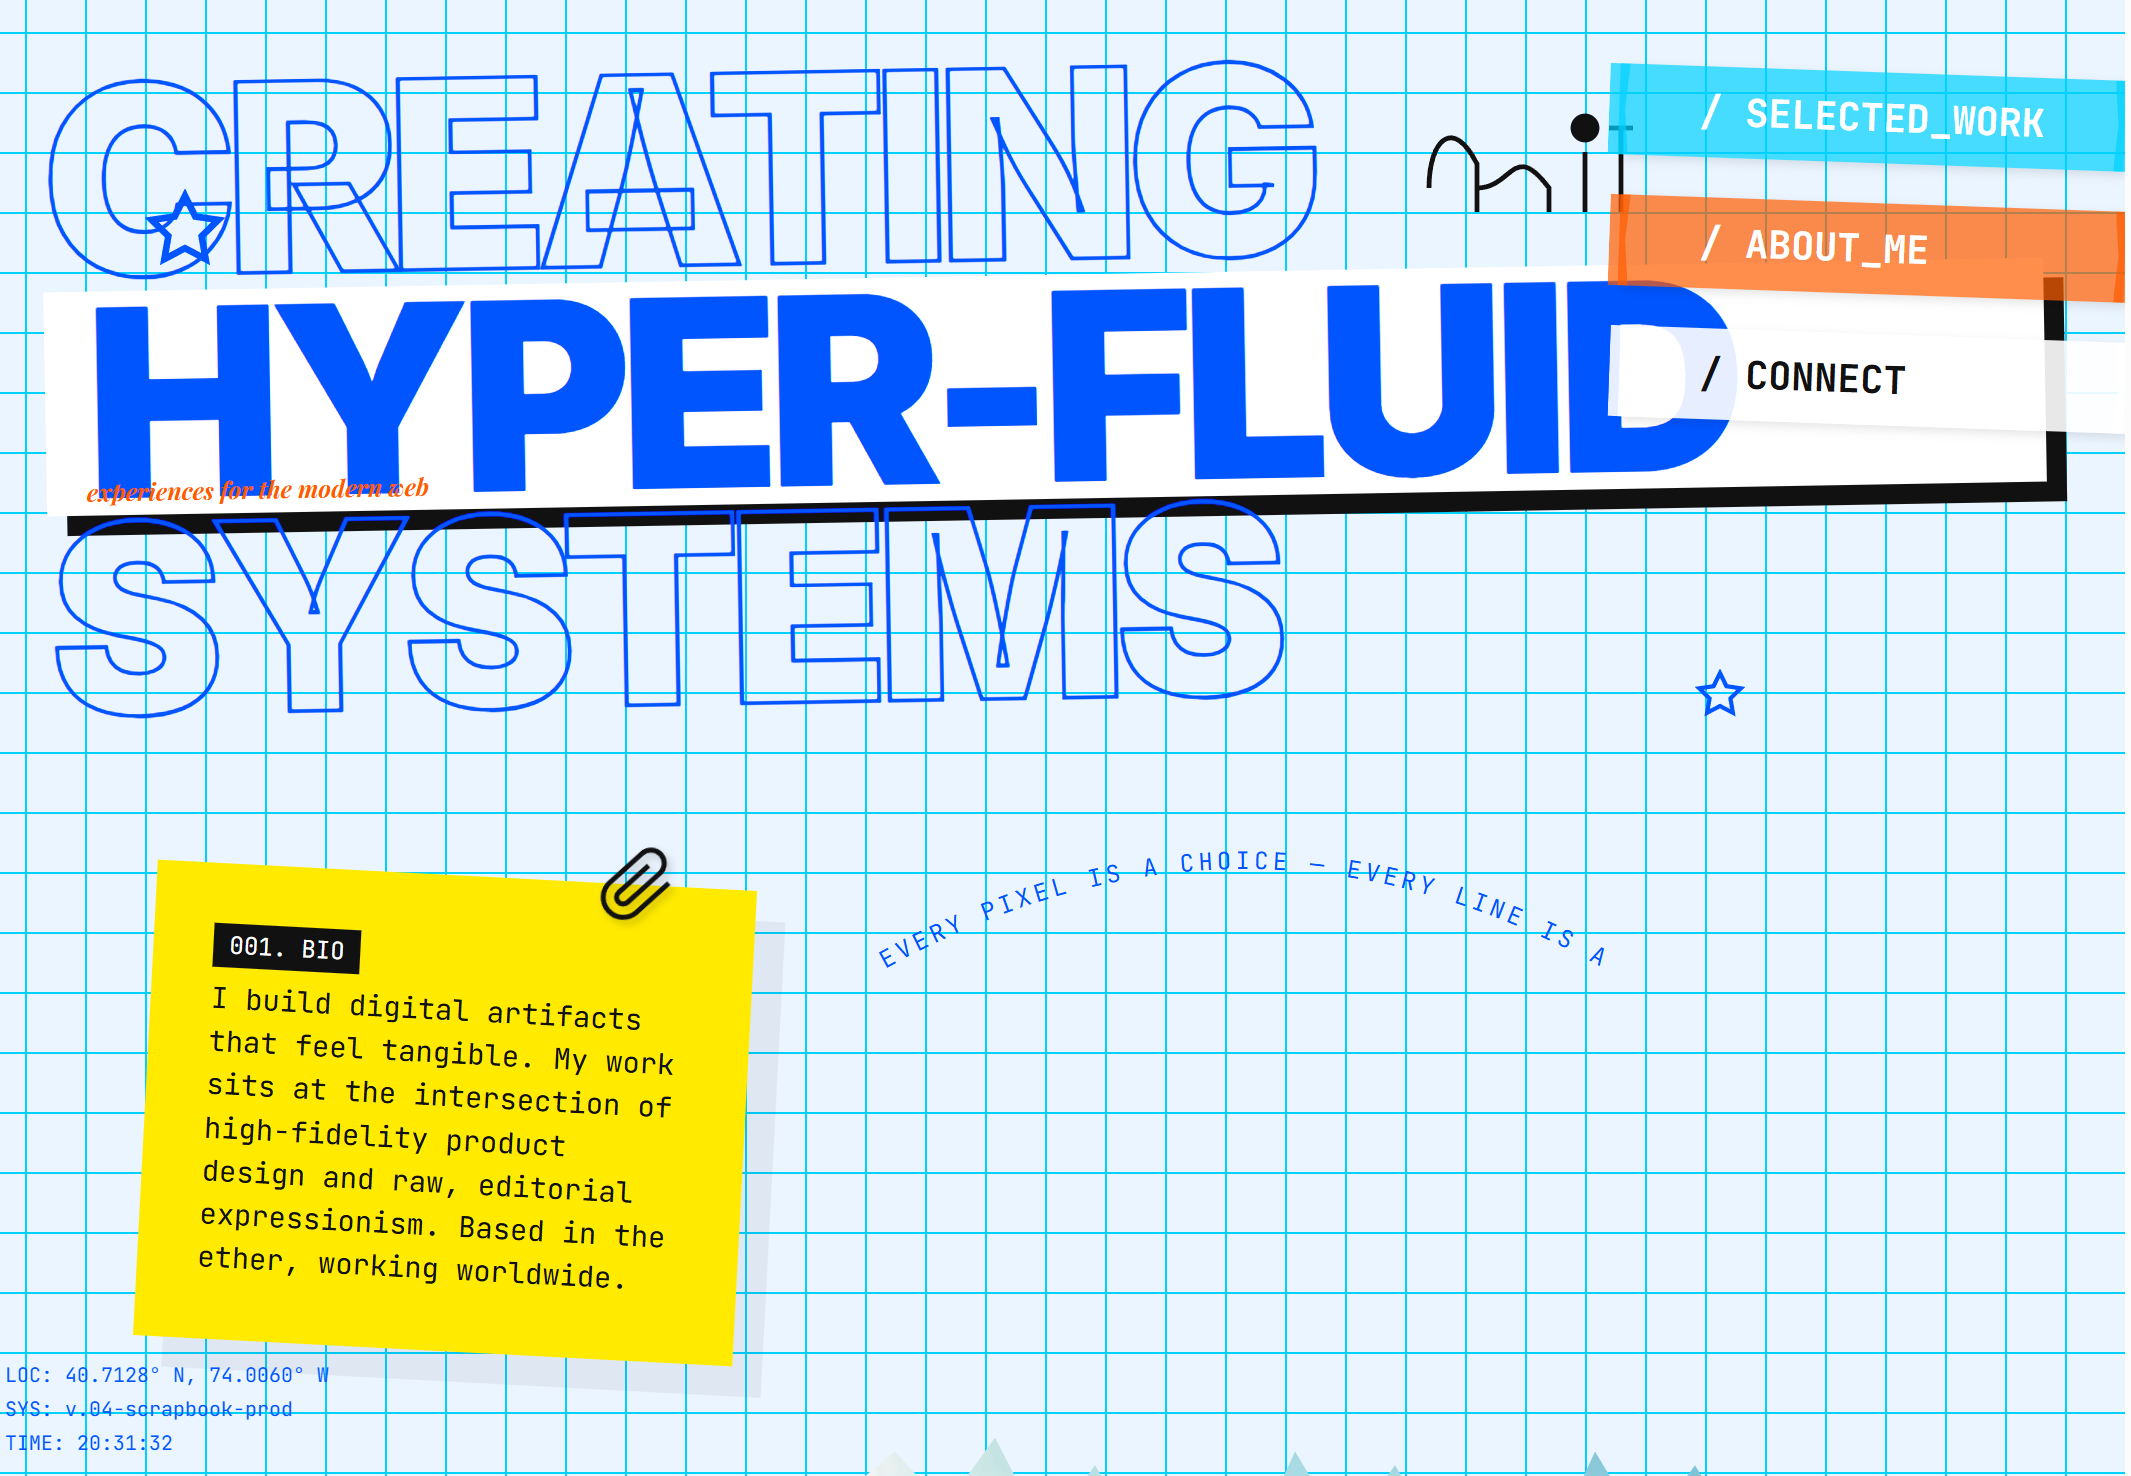 CREATING
/ SELECTED_WORK
/ ABOUT_ME
HYPER-FLUID
/ CONNECT
experiences for the modern web
SYSTEMS
EVERY PIXEL IS A CHOICE — EVERY LINE IS A
001. BIO
I build digital artifacts
that feel tangible. My work
sits at the intersection of
high-fidelity product
design and raw, editorial
expressionism. Based in the
ether, working worldwide.
LOC: 40.7128° N, 74.0060° W
SYS: v.04-scrapbook-prod
TIME: 20:31:32